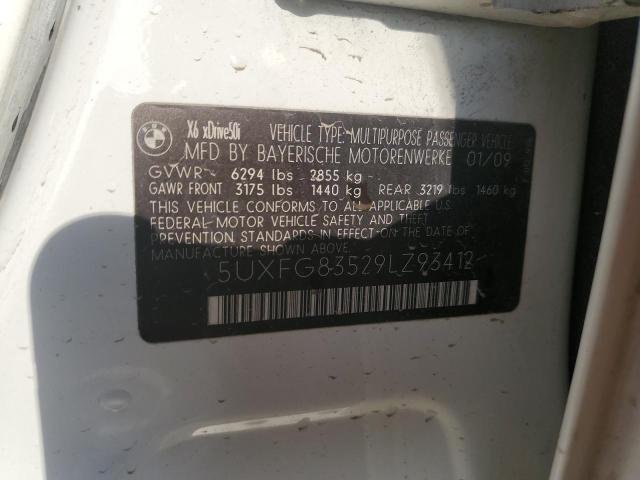 X6 xDrive50i VEHICLE TYPE: MULTIPURPOSE PASSENGER VEHICLE
MFD BY BAYERISCHE MOTORENWERKE 01/09
GVWR 6294 lbs 2855 kg
GAWR FRONT 3175 lbs 1440 kg REAR 3219 lbs 1460 kg
THIS VEHICLE CONFORMS TO ALL APPLICABLE
FEDERAL MOTOR VEHICLE SAFETY AND THEFT
PREVENTION STANDARDS IN EFFECT ON THE DATE OF
MANUFACTURE SHOWN ABOVE.
5UXFG83529LZ93412